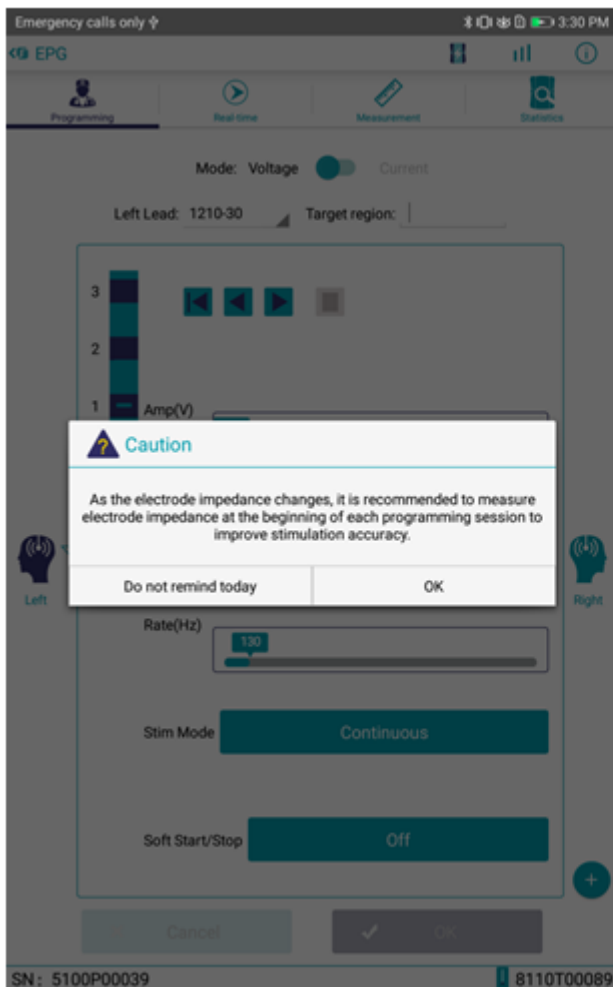 Emergency calls only 3:30 PM
EPG
Programming Real-time Measurement Statistics
Mode: Voltage Current
Left Lead: 1210-30 Target region:
3
2
1 Amp(V)
Caution
As the electrode impedance changes, it is recommended to measure
electrode impedance at the beginning of each programming session to
improve stimulation accuracy.
Do not remind today OK
Left Right
Rate(Hz)
130
Stim Mode Continuous
Soft Start/Stop Off
+
Cancel OK
SN: 5100P00039 8110T00089